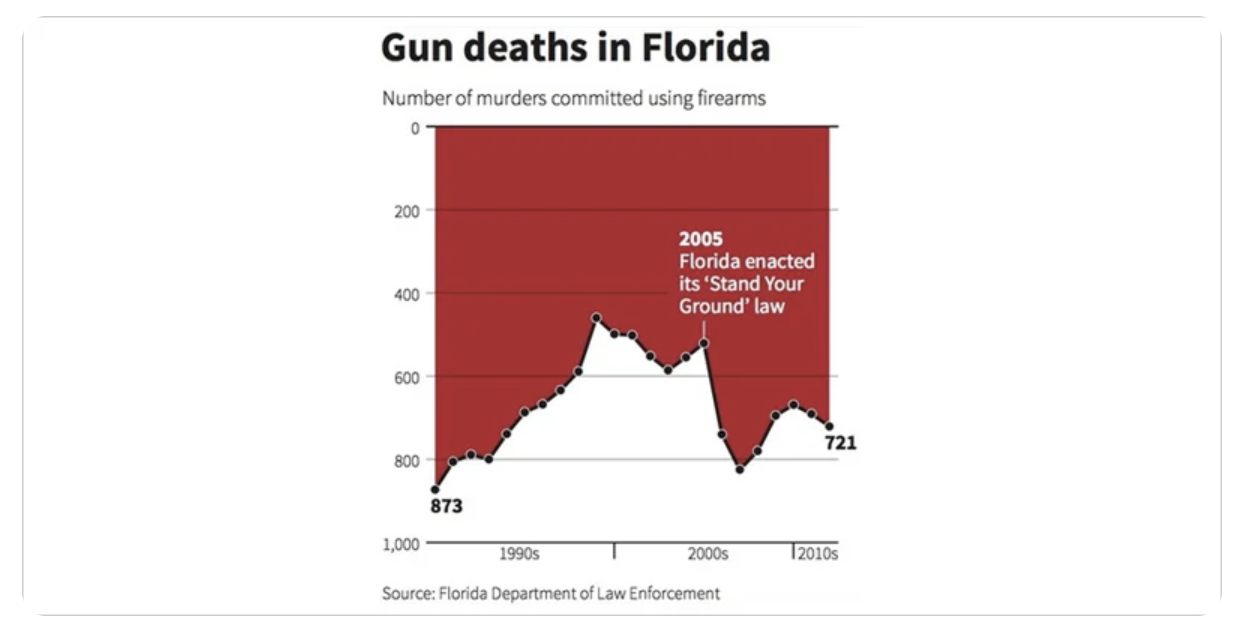 Gun deaths in Florida
Number of murders committed using firearms
0
200
400
600
800
1,000
2005
Florida enacted
its ‘Stand Your
Ground’ law
873
721
1990s
2000s
2010s
Source: Florida Department of Law Enforcement